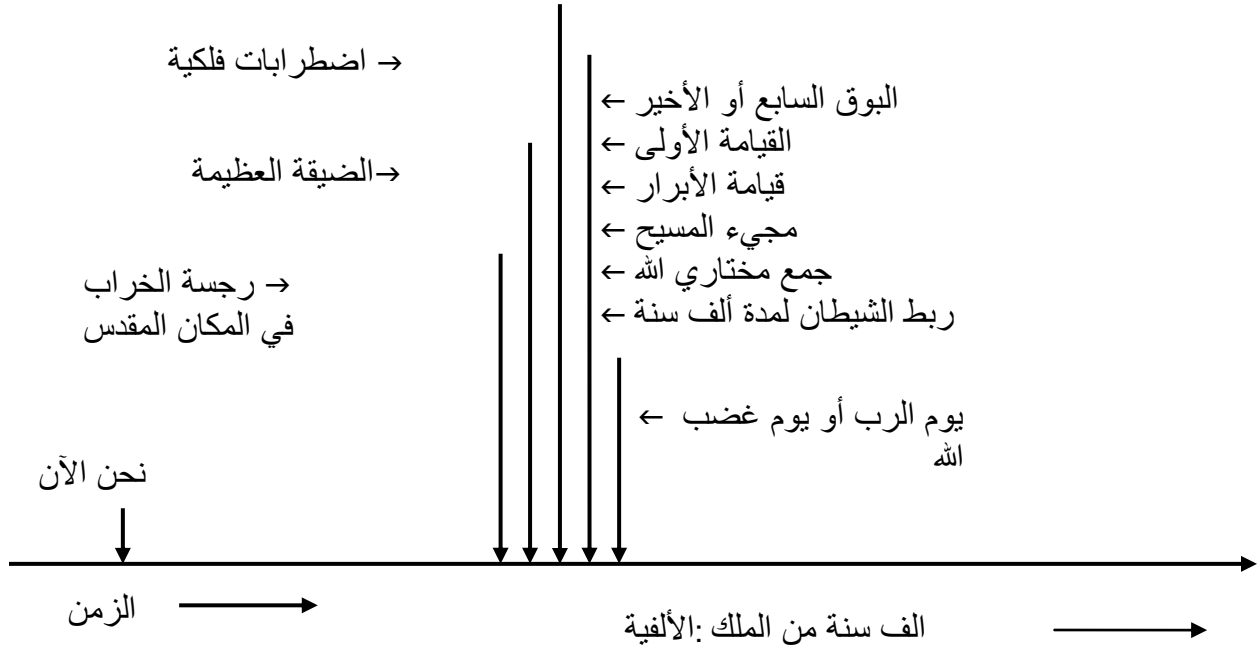 → اضطرابات فلكية
البوق السابع أو الأخير ←
القيامة الأولى ←
→الضيقة العظيمة
قيامة الأبرار ←
مجيء المسيح ←
جمع مختاري الله ←
→ رجسة الخراب
في المكان المقدس
ربط الشيطان لمدة ألف سنة←
يوم الرب أو يوم غضب ←
الله
نحن الآن
الزمن
الف سنة من الملك :الألفية